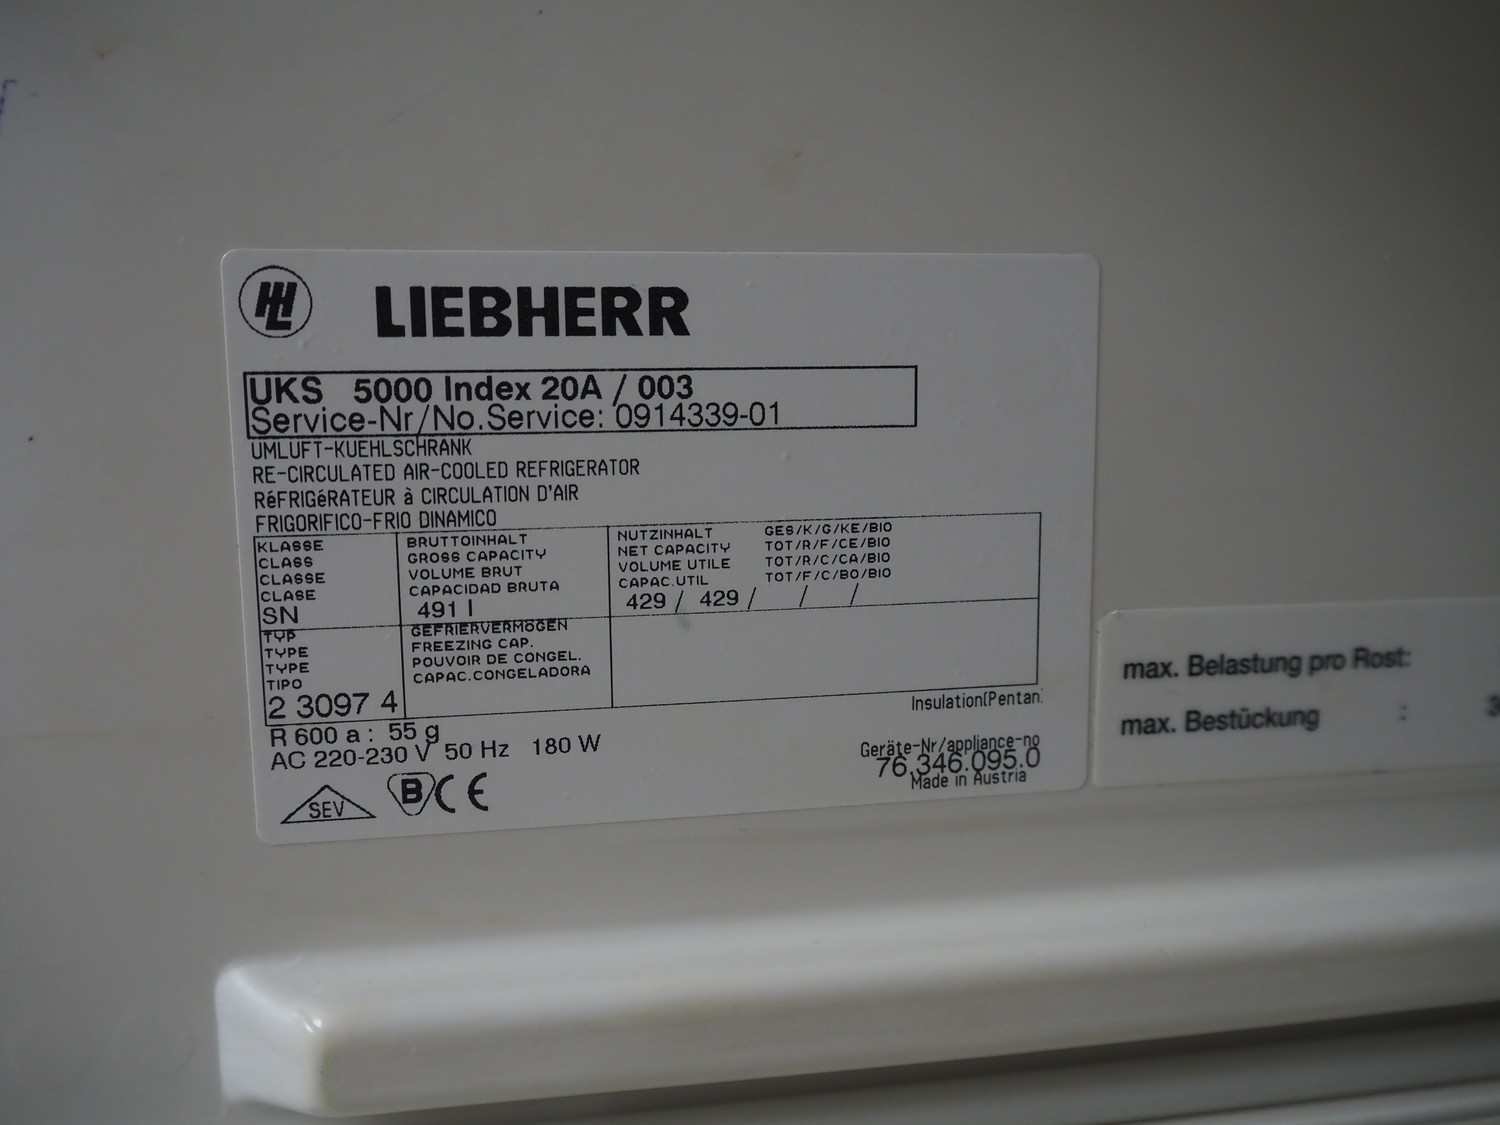 HL LIEBHERR
UKS 5000 Index 20A / 003
Service-Nr/No.Service: 0914339-01
UMLUFT-KUEHLSCHRANK
RE-CIRCULATED AIR-COOLED REFRIGERATOR
RéFRIGéRATEUR à CIRCULATION D'AIR
FRIGORIFICO-FRIO DINAMICO
KLASSE
CLASS
CLASSE
CLASE
SN
BRUTTOINHALT
GROSS CAPACITY
VOLUME BRUT
CAPACIDAD BRUTA
491 l
NUTZINHALT GES/K/G/KE/BIO
NET CAPACITY TOT/R/F/CE/BIO
VOLUME UTILE TOT/R/C/CA/BIO
CAPAC.UTIL TOT/F/C/BO/BIO
429 / 429 / / /
TYP
TYPE
TYPE
TIPO
2 3097 4
GEFRIERVERMöGEN
FREEZING CAP.
POUVOIR DE CONGEL.
CAPAC.CONGELADORA
Insulation(Pentan)
R 600 a : 55 g
AC 220-230 V 50 Hz 180 W
Geräte-Nr/appliance-no
76.346.095.0
Made in Austria
SEV B CE
max. Belastung pro Rost:
max. Bestückung : 3